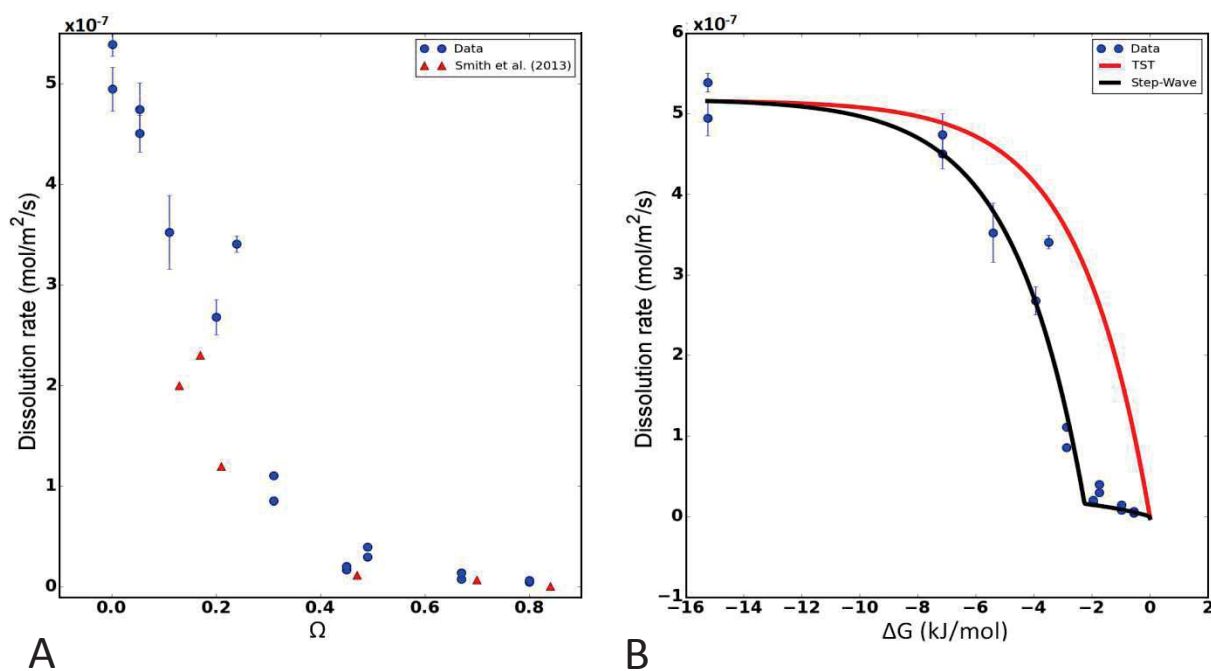 x10⁻⁷
Data
Smith et al. (2013)
Dissolution rate (mol/m²/s)
5
4
3
2
1
0
0.0 0.2 0.4 0.6 0.8
Ω
A
x10⁻⁷
Data
TST
Step-Wave
Dissolution rate (mol/m²/s)
6
5
4
3
2
1
0
−1
−16 −14 −12 −10 −8 −6 −4 −2 0 2
ΔG (kJ/mol)
B